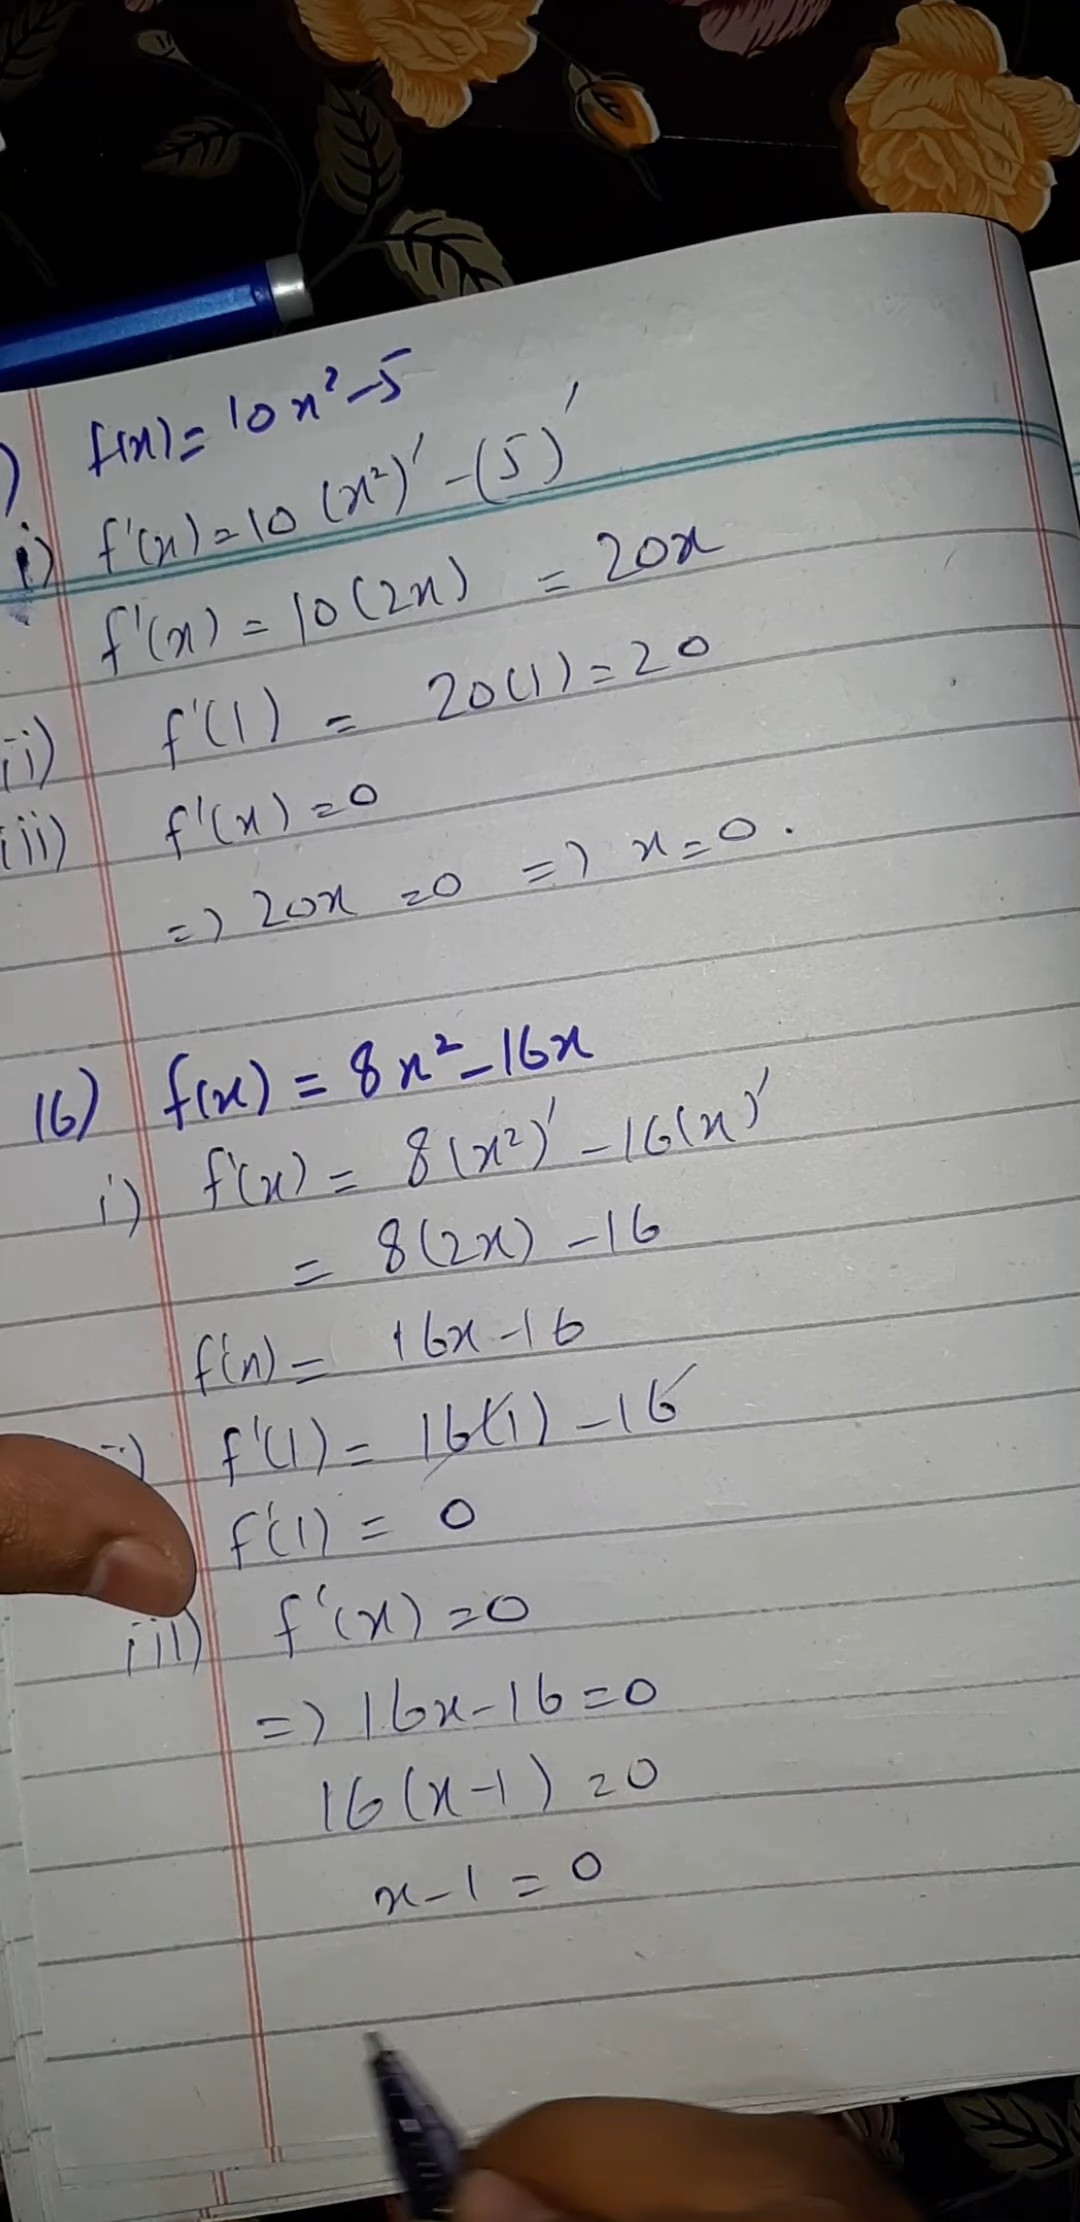 ) f(x) = 10x² - 5
i) f'(x) = 10 (x²)' - (5)'
f'(x) = 10(2x) = 20x
ii) f'(1) = 20(1) = 20
iii) f'(x) = 0
=> 20x = 0 => x = 0.
16) f(x) = 8x² - 16x
i) f'(x) = 8(x²)' - 16(x)'
= 8(2x) - 16
f'(x) = 16x - 16
) f'(1) = 16(1) - 16
f'(1) = 0
iii) f'(x) = 0
=> 16x - 16 = 0
16(x-1) = 0
x - 1 = 0